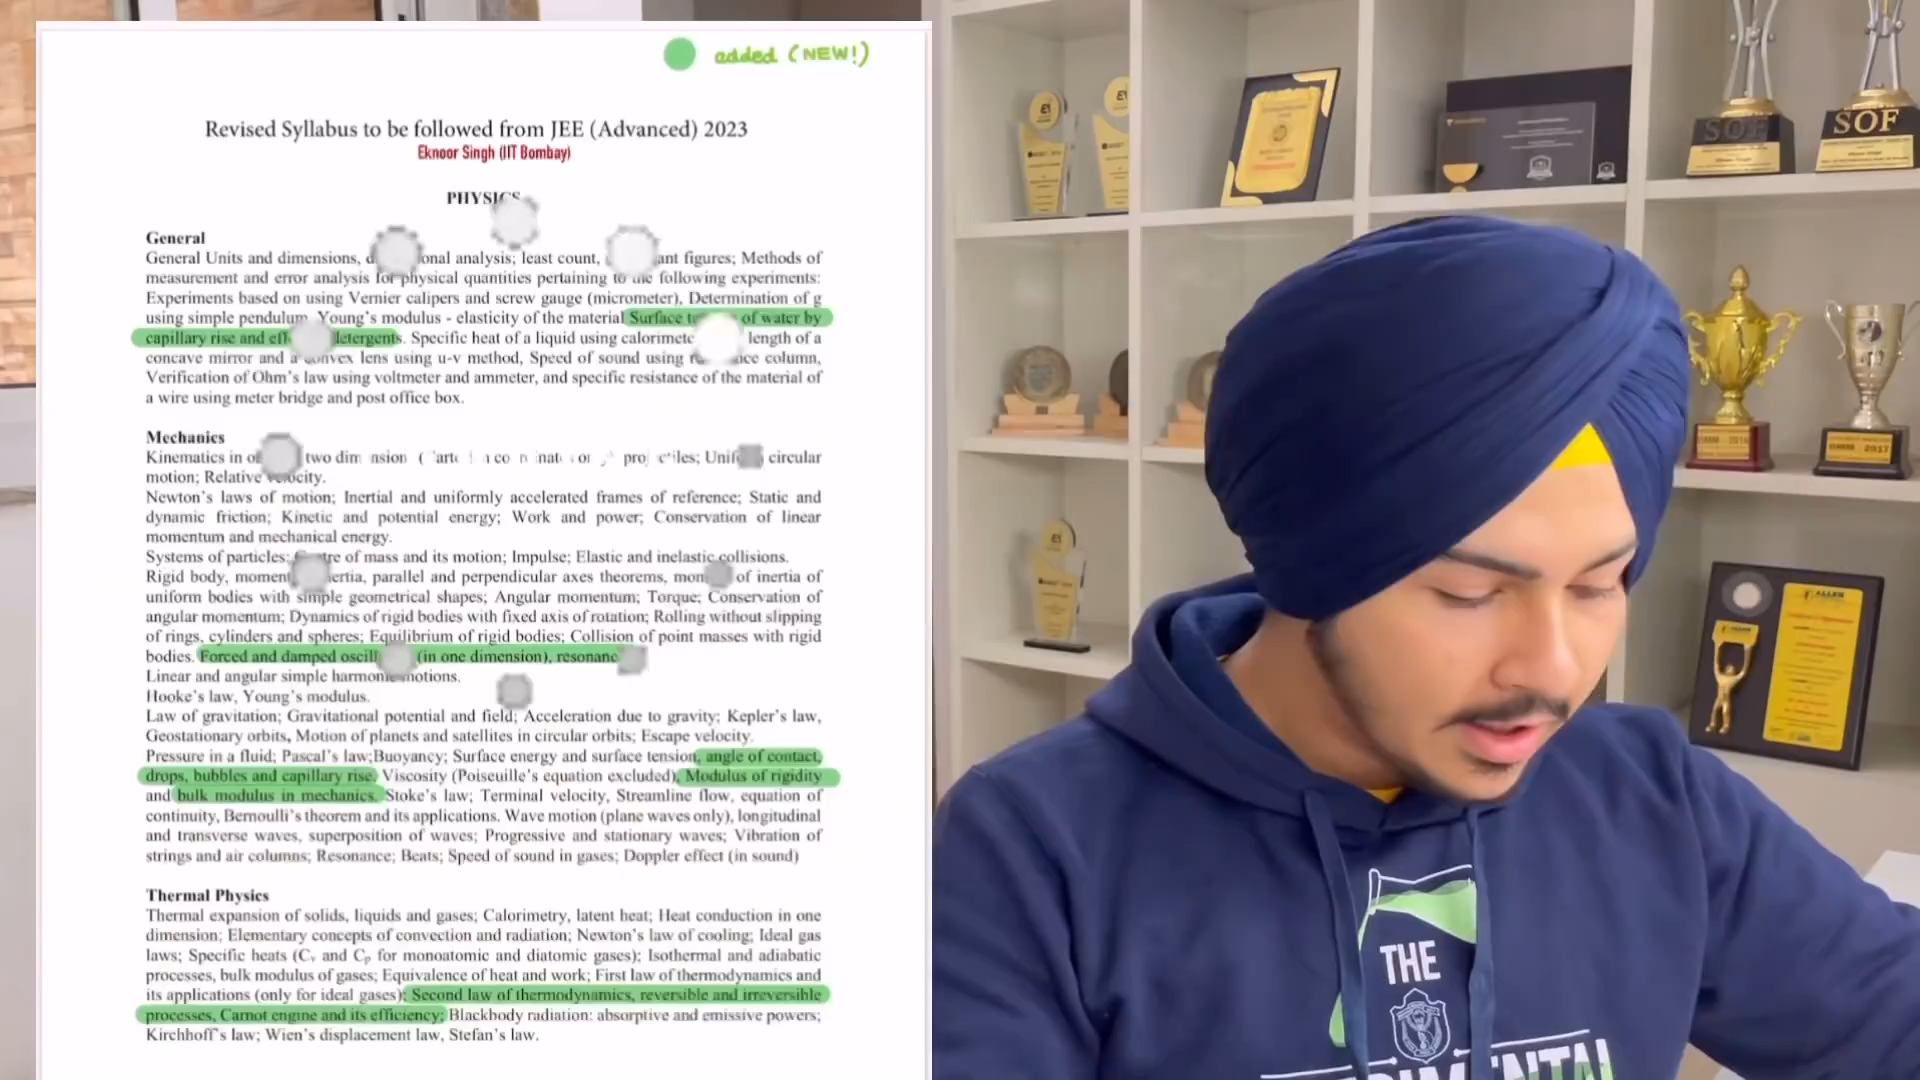 added (NEW!)
Revised Syllabus to be followed from JEE (Advanced) 2023
Eknoor Singh (IIT Bombay)
PHYSICS
General
General Units and dimensions, analysis; least count, figures; Methods of
measurement and error analysis for physical quantities pertaining to the following experiments:
Experiments based on using Vernier calipers and screw gauge (micrometer), Determination of g
using simple pendulum, Young's modulus - elasticity of the material Surface of water by
capillary rise and detergents. Specific heat of a liquid using length of a
concave mirror and a convex lens using u-v method, Speed of sound using column,
Verification of Ohm's law using voltmeter and ammeter, and specific resistance of the material of
a wire using meter bridge and post office box.
Mechanics
Kinematics in two circular
motion; Relative velocity.
Newton's laws of motion; Inertial and uniformly accelerated frames of reference; Static and
dynamic friction; Kinetic and potential energy; Work and power; Conservation of linear
momentum and mechanical energy.
Systems of particles; Centre of mass and its motion; Impulse; Elastic and inelastic collisions.
Rigid body, moment parallel and perpendicular axes theorems, of inertia of
uniform bodies with simple geometrical shapes; Angular momentum; Torque; Conservation of
angular momentum; Dynamics of rigid bodies with fixed axis of rotation; Rolling without slipping
of rings, cylinders and spheres; Equilibrium of rigid bodies; Collision of point masses with rigid
bodies. Forced and damped (in one dimension),
Linear and angular simple harmonic motions.
Hooke's law, Young's modulus.
Law of gravitation; Gravitational potential and field; Acceleration due to gravity; Kepler's law,
Geostationary orbits, Motion of planets and satellites in circular orbits; Escape velocity.
Pressure in a fluid; Pascal's law;Buoyancy; Surface energy and surface tension, angle of contact,
drops, bubbles and capillary rise. Viscosity (Poiseuille's equation excluded), Modulus of rigidity
and bulk modulus in mechanics. Stoke's law; Terminal velocity, Streamline flow, equation of
continuity, Bernoulli's theorem and its applications. Wave motion (plane waves only), longitudinal
and transverse waves, superposition of waves; Progressive and stationary waves; Vibration of
strings and air columns; Resonance; Beats; Speed of sound in gases; Doppler effect (in sound)
Thermal Physics
Thermal expansion of solids, liquids and gases; Calorimetry, latent heat; Heat conduction in one
dimension; Elementary concepts of convection and radiation; Newton's law of cooling; Ideal gas
laws; Specific heats (Cv and Cp for monoatomic and diatomic gases); Isothermal and adiabatic
processes, bulk modulus of gases; Equivalence of heat and work; First law of thermodynamics and
its applications (only for ideal gases); Second law of thermodynamics, reversible and irreversible
processes, Carnot engine and its efficiency; Blackbody radiation: absorptive and emissive powers;
Kirchhoff's law; Wien's displacement law, Stefan's law.
SOF
SOF
2017
ALLEN
THE